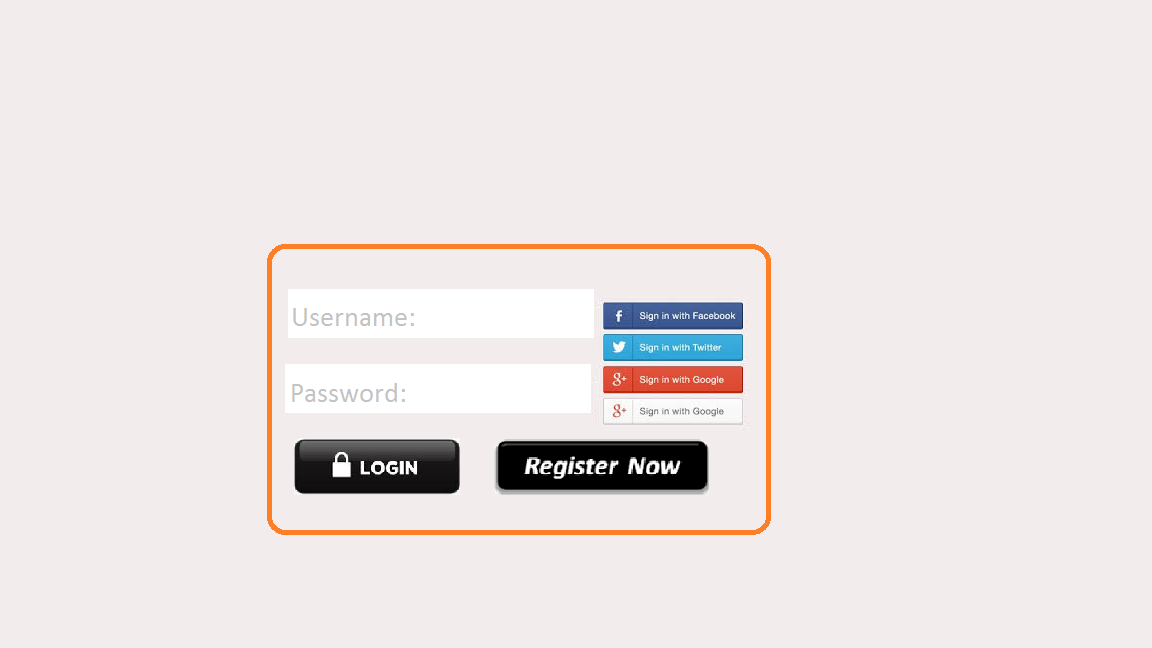 Username:
Password:
f Sign in with Facebook
Sign in with Twitter
g+ Sign in with Google
g+ Sign in with Google
LOGIN
Register Now